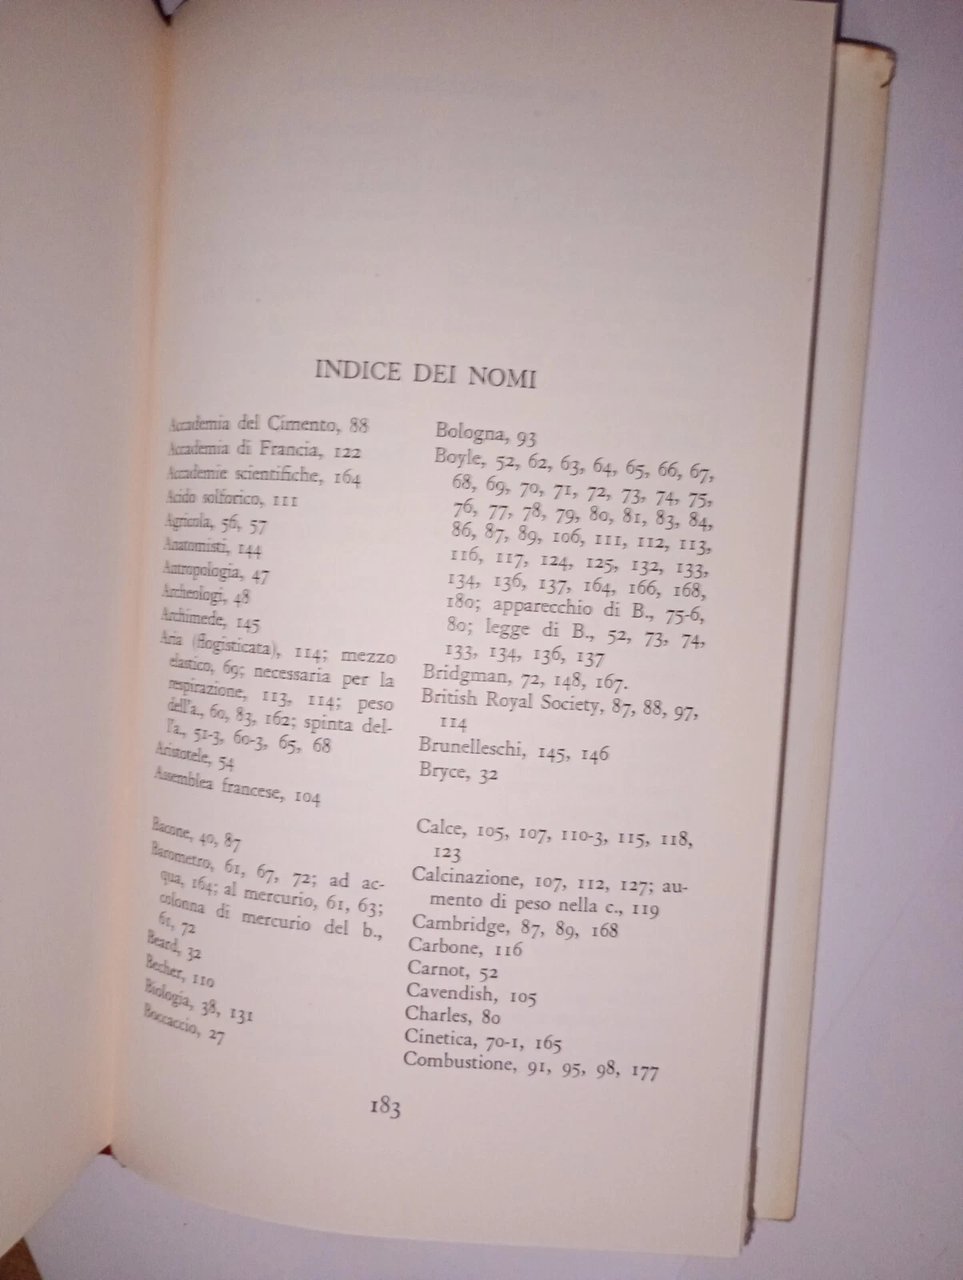 INDICE DEI NOMI
Accademia del Cimento, 88
Accademia di Francia, 122
Accademie scientifiche, 164
Acido solforico, 111
Agricola, 56, 57
Anatomisti, 144
Antropologia, 47
Archeologi, 48
Archimede, 145
Aria (flogisticata), 114; mezzo
elastico, 69; necessaria per la
respirazione, 113, 114; peso
dell'a., 60, 83, 162; spinta del-
l'a., 51-3, 60-3, 65, 68
Aristotele, 54
Assemblea francese, 104
Bacone, 40, 87
Barometro, 61, 67, 72; ad ac-
qua, 164; al mercurio, 61, 63;
colonna di mercurio del b.,
61, 72
Beard, 32
Becher, 110
Biologia, 38, 131
Boccaccio, 27
Bologna, 93
Boyle, 52, 62, 63, 64, 65, 66, 67,
68, 69, 70, 71, 72, 73, 74, 75,
76, 77, 78, 79, 80, 81, 83, 84,
86, 87, 89, 106, 111, 112, 113,
116, 117, 124, 125, 132, 133,
134, 136, 137, 164, 166, 168,
180; apparecchio di B., 75-6,
80; legge di B., 52, 73, 74,
133, 134, 136, 137
Bridgman, 72, 148, 167.
British Royal Society, 87, 88, 97,
114
Brunelleschi, 145, 146
Bryce, 32
Calce, 105, 107, 110-3, 115, 118,
123
Calcinazione, 107, 112, 127; au-
mento di peso nella c., 119
Cambridge, 87, 89, 168
Carbone, 116
Carnot, 52
Cavendish, 105
Charles, 80
Cinetica, 70-1, 165
Combustione, 91, 95, 98, 177
183